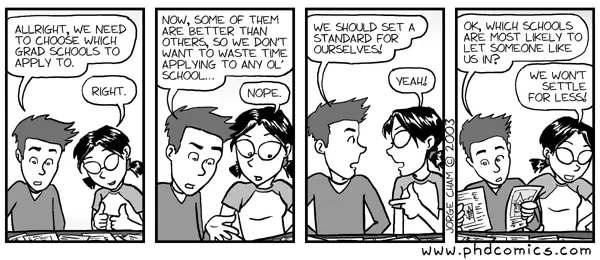 ALLRIGHT, WE NEED
TO CHOOSE WHICH
GRAD SCHOOLS TO
APPLY TO.
RIGHT.
NOW, SOME OF THEM
ARE BETTER THAN
OTHERS, SO WE DON'T
WANT TO WASTE TIME
APPLYING TO ANY OL'
SCHOOL...
NOPE.
WE SHOULD SET A
STANDARD FOR
OURSELVES!
YEAH!
JORGE CHAM © 2003
OK, WHICH SCHOOLS
ARE MOST LIKELY TO
LET SOMEONE LIKE
US IN?
WE WON'T
SETTLE
FOR LESS!
www.phdcomics.com